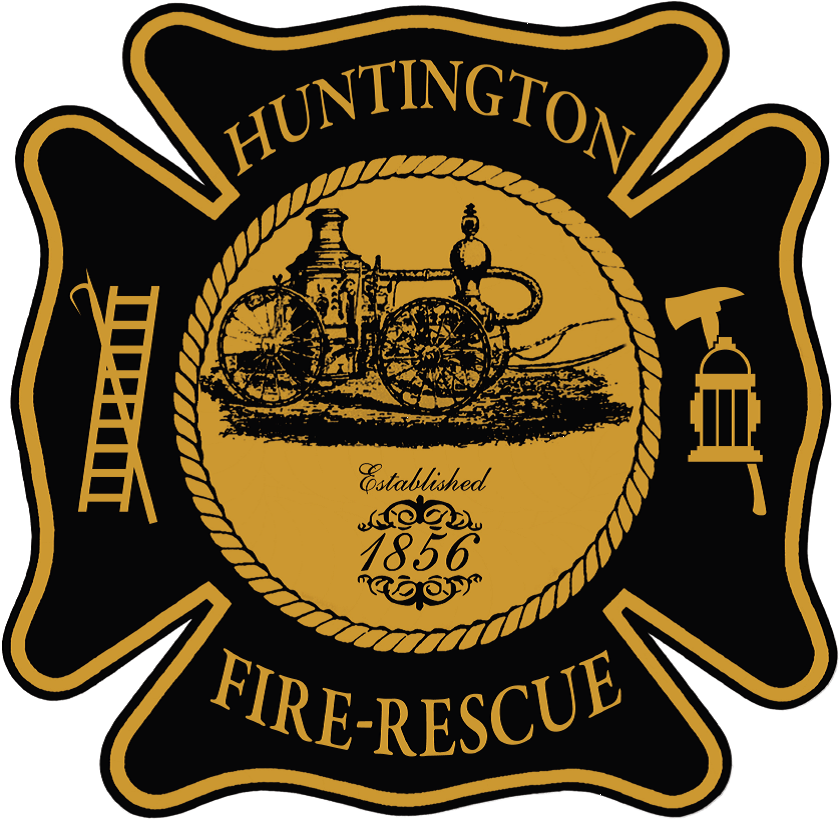 HUNTINGTON
Established
1856
FIRE-RESCUE